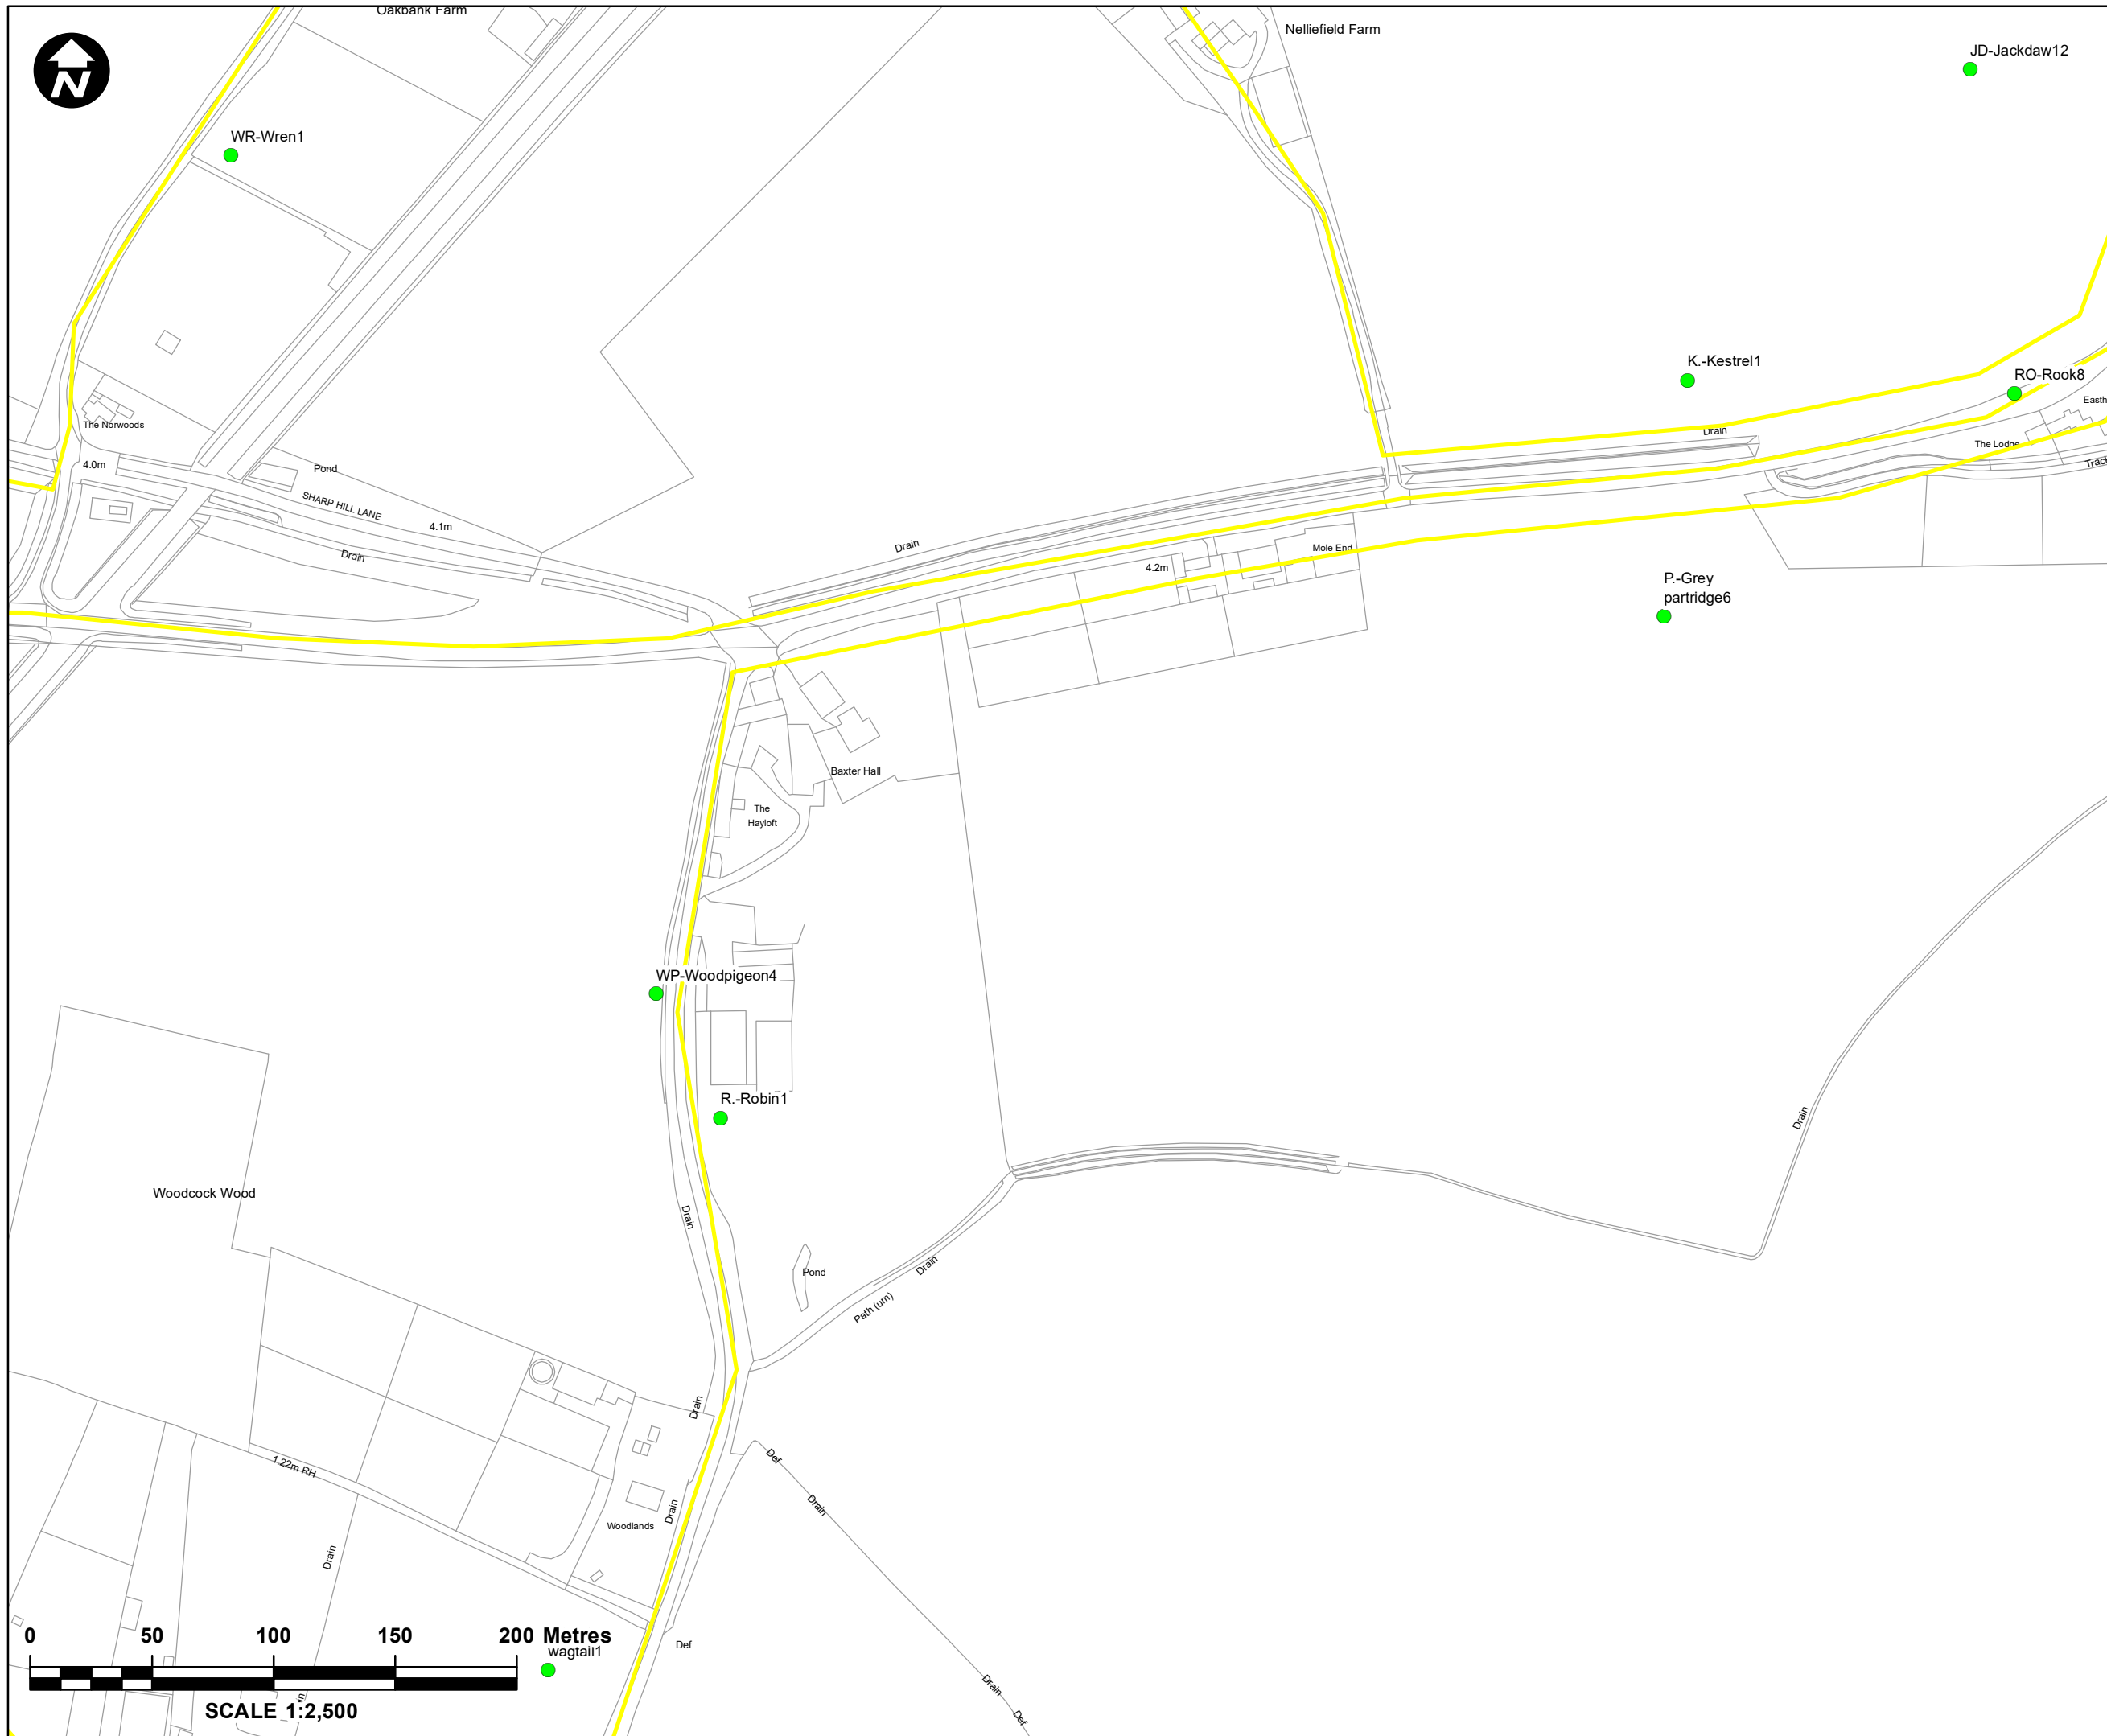 Oakbank Farm
N
Nelliefield Farm
JD-Jackdaw12
WR-Wren1
K.-Kestrel1
RO-Rook8
Easth
The Norwoods
Drain
The Lodge
4.0m
Pond
Trac
SHARP HILL LANE
4.1m
Drain
Drain
Mole End
4.2m
P.-Grey
partridge6
Baxter Hall
The
Hayloft
WP-Woodpigeon4
R.-Robin1
Drain
Woodcock Wood
Drain
Pond
Drain
Path (um)
Drain
1.22m RH
Def
Drain
Drain
Woodlands
Drain
0 50 100 150 200 Metres
wagtail1
Def
Drain
SCALE 1:2,500
Def